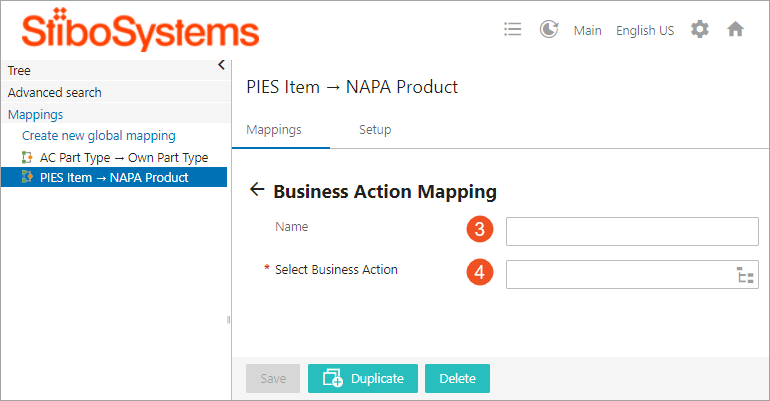 StiboSystems
Main
English US
Tree
Advanced search
Mappings
Create new global mapping
AC Part Type → Own Part Type
PIES Item → NAPA Product
PIES Item → NAPA Product
Mappings
Setup
← Business Action Mapping
Name
3
* Select Business Action
4
Save
Duplicate
Delete